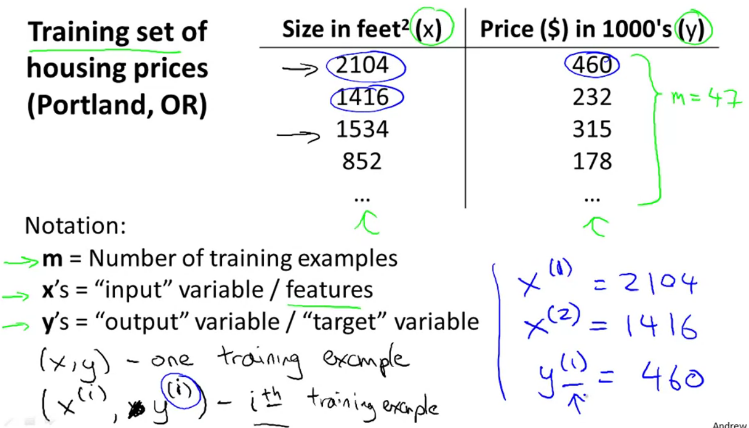 Training set of
housing prices
(Portland, OR)
Size in feet² (x) Price ($) in 1000's (y)
2104 460
1416 232
1534 315
852 178
... ...
m = 47
Notation:
m = Number of training examples
x's = “input” variable / features
y's = “output” variable / “target” variable
(x, y) - one training example
(x^(i), y^(i)) - i^th training example
x^(1) = 2104
x^(2) = 1416
y^(1) = 460
Andrew